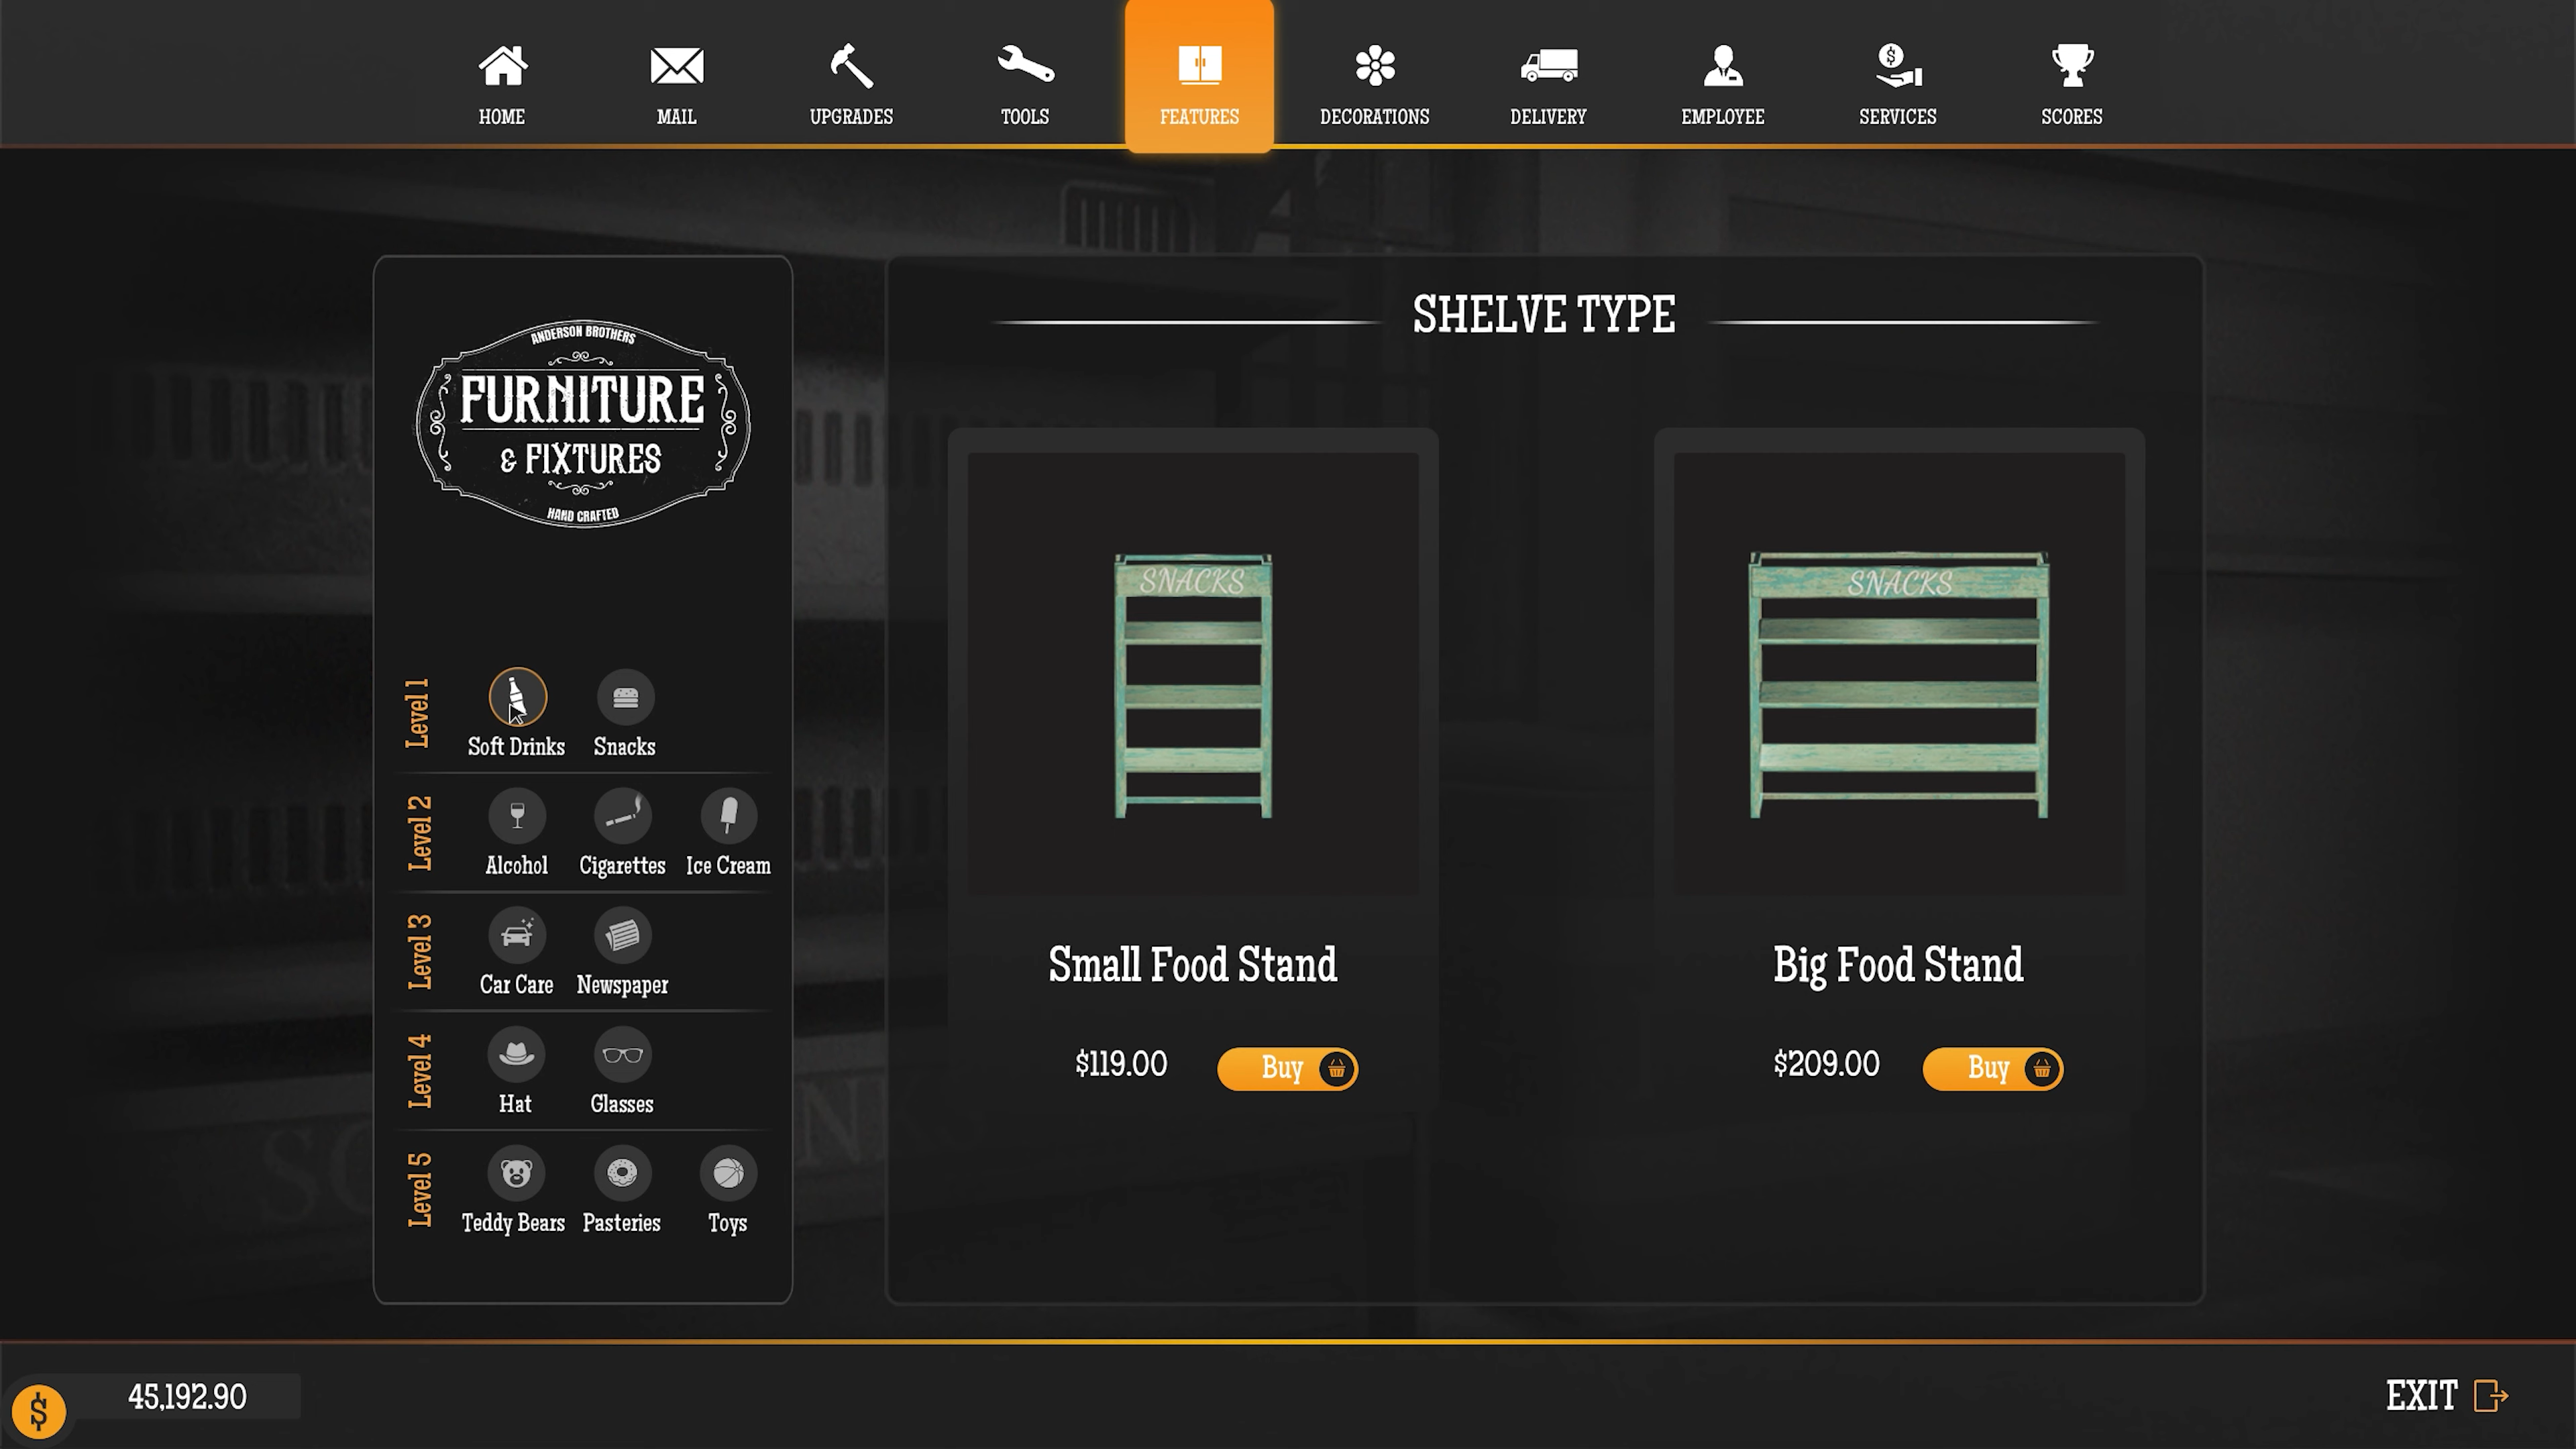 HOME
MAIL
UPGRADES
TOOLS
FEATURES
DECORATIONS
DELIVERY
EMPLOYEE
SERVICES
SCORES
ANDERSON BROTHERS
FURNITURE
& FIXTURES
HAND CRAFTED
Level 1
Soft Drinks
Snacks
Level 2
Alcohol
Cigarettes
Ice Cream
Level 3
Car Care
Newspaper
Level 4
Hat
Glasses
Level 5
Teddy Bears
Pasteries
Toys
SHELVE TYPE
SNACKS
Small Food Stand
$119.00
Buy
SNACKS
Big Food Stand
$209.00
Buy
$
45,192.90
EXIT